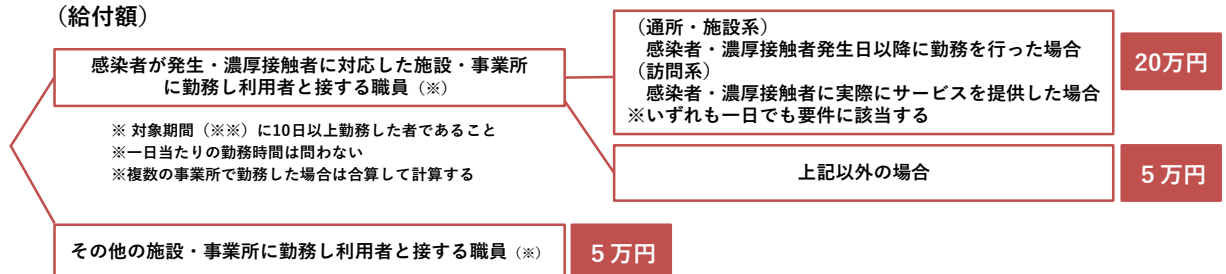 （給付額）
感染者が発生・濃厚接触者に対応した施設・事業所
に勤務し利用者と接する職員（※）
※ 対象期間（※※）に10日以上勤務した者であること
※一日当たりの勤務時間は問わない
※複数の事業所で勤務した場合は合算して計算する
（通所・施設系）
感染者・濃厚接触者発生日以降に勤務を行った場合
（訪問系）
感染者・濃厚接触者に実際にサービスを提供した場合
※いずれも一日でも要件に該当する
20万円
上記以外の場合
５万円
その他の施設・事業所に勤務し利用者と接する職員（※）
５万円